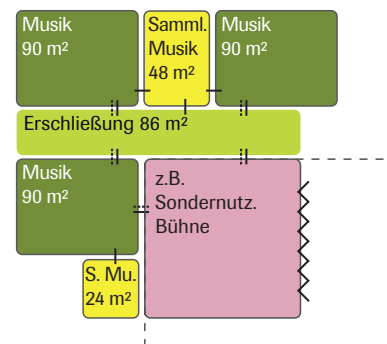 Musik
90 m²
Samml.
Musik
48 m²
Musik
90 m²
Erschließung 86 m²
Musik
90 m²
z.B.
Sondernutz.
Bühne
S. Mu.
24 m²